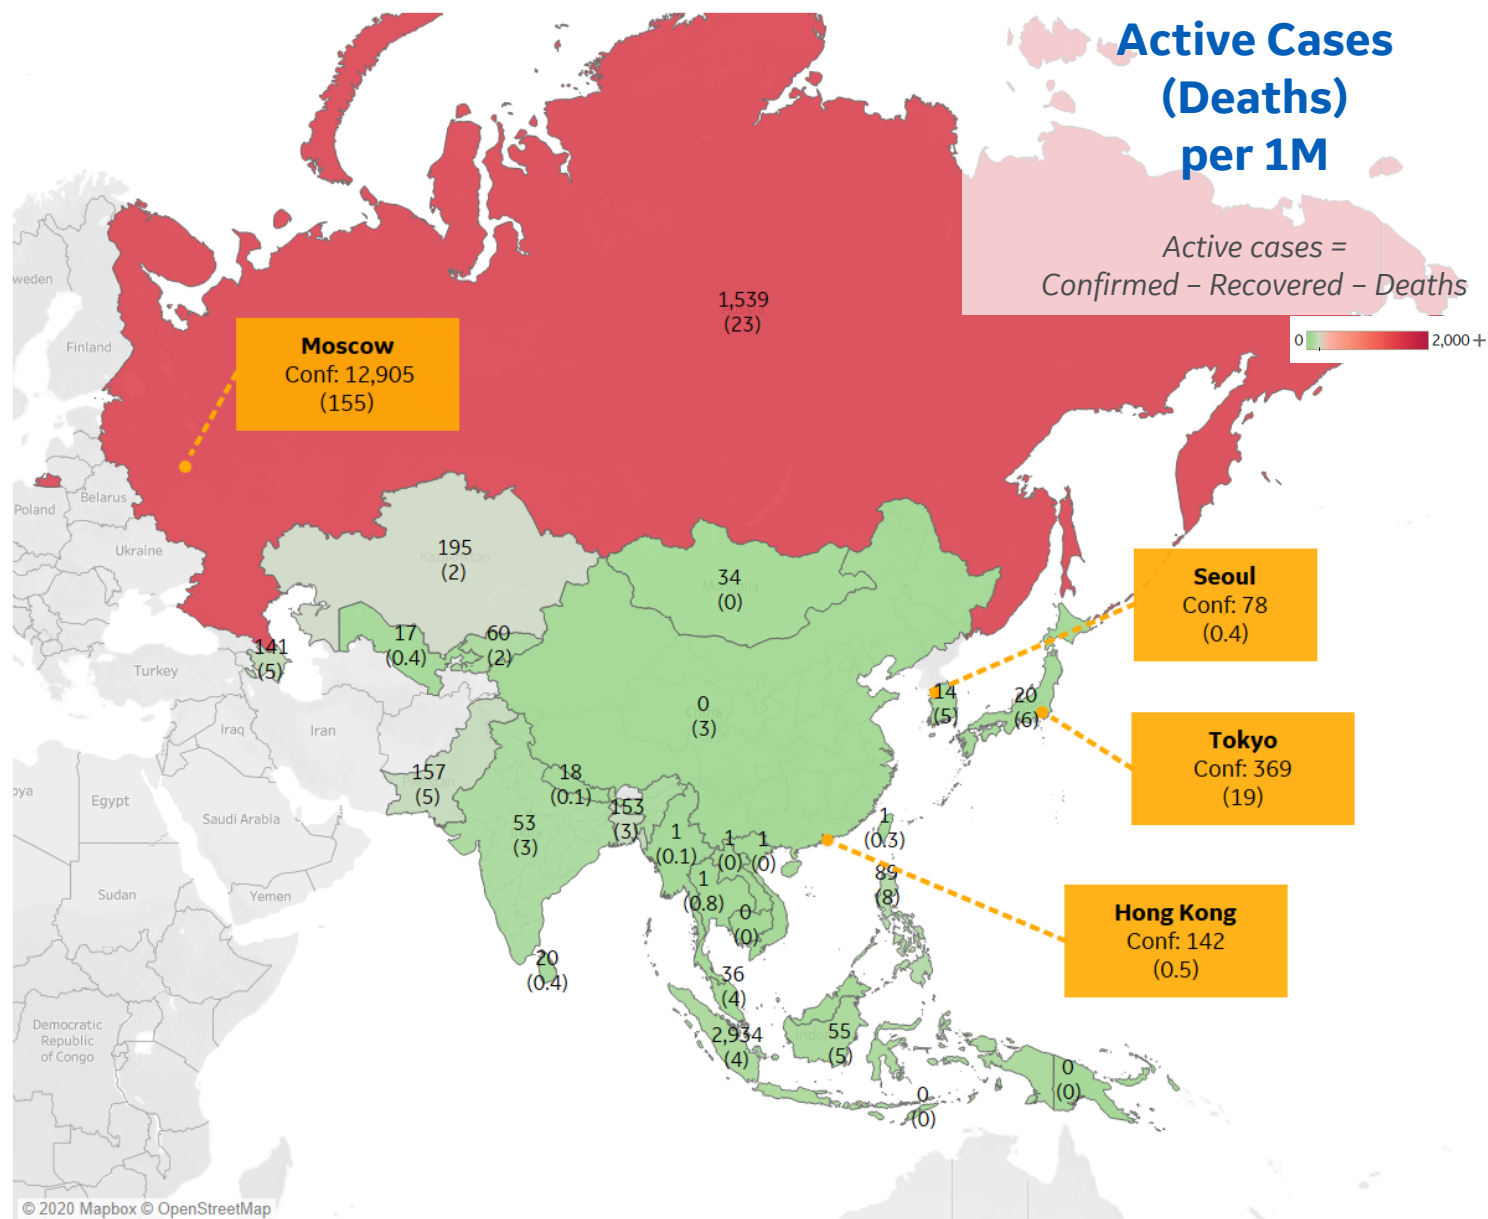 Active Cases
(Deaths)
per 1M
Active cases =
Confirmed – Recovered – Deaths
0
2,000 +
1,539
(23)
Moscow
Conf: 12,905
(155)
weden
Finland
Belarus
Poland
Ukraine
195
(2)
34
(0)
Seoul
Conf: 78
(0.4)
141
(5)
17
(0.4)
60
(2)
Turkey
14
(5)
20
(6)
0
(3)
Iraq
Iran
Tokyo
Conf: 369
(19)
157
(5)
18
(0.1)
153
(3)
oya
Egypt
Saudi Arabia
53
(3)
1
(0.1)
1
(0)
1
(0)
1
(0.3)
1
(0.8)
89
(8)
Sudan
Yemen
0
(0)
Hong Kong
Conf: 142
(0.5)
20
(0.4)
36
(4)
Democratic
Republic
of Congo
2,934
(4)
55
(5)
0
(0)
0
(0)
© 2020 Mapbox © OpenStreetMap